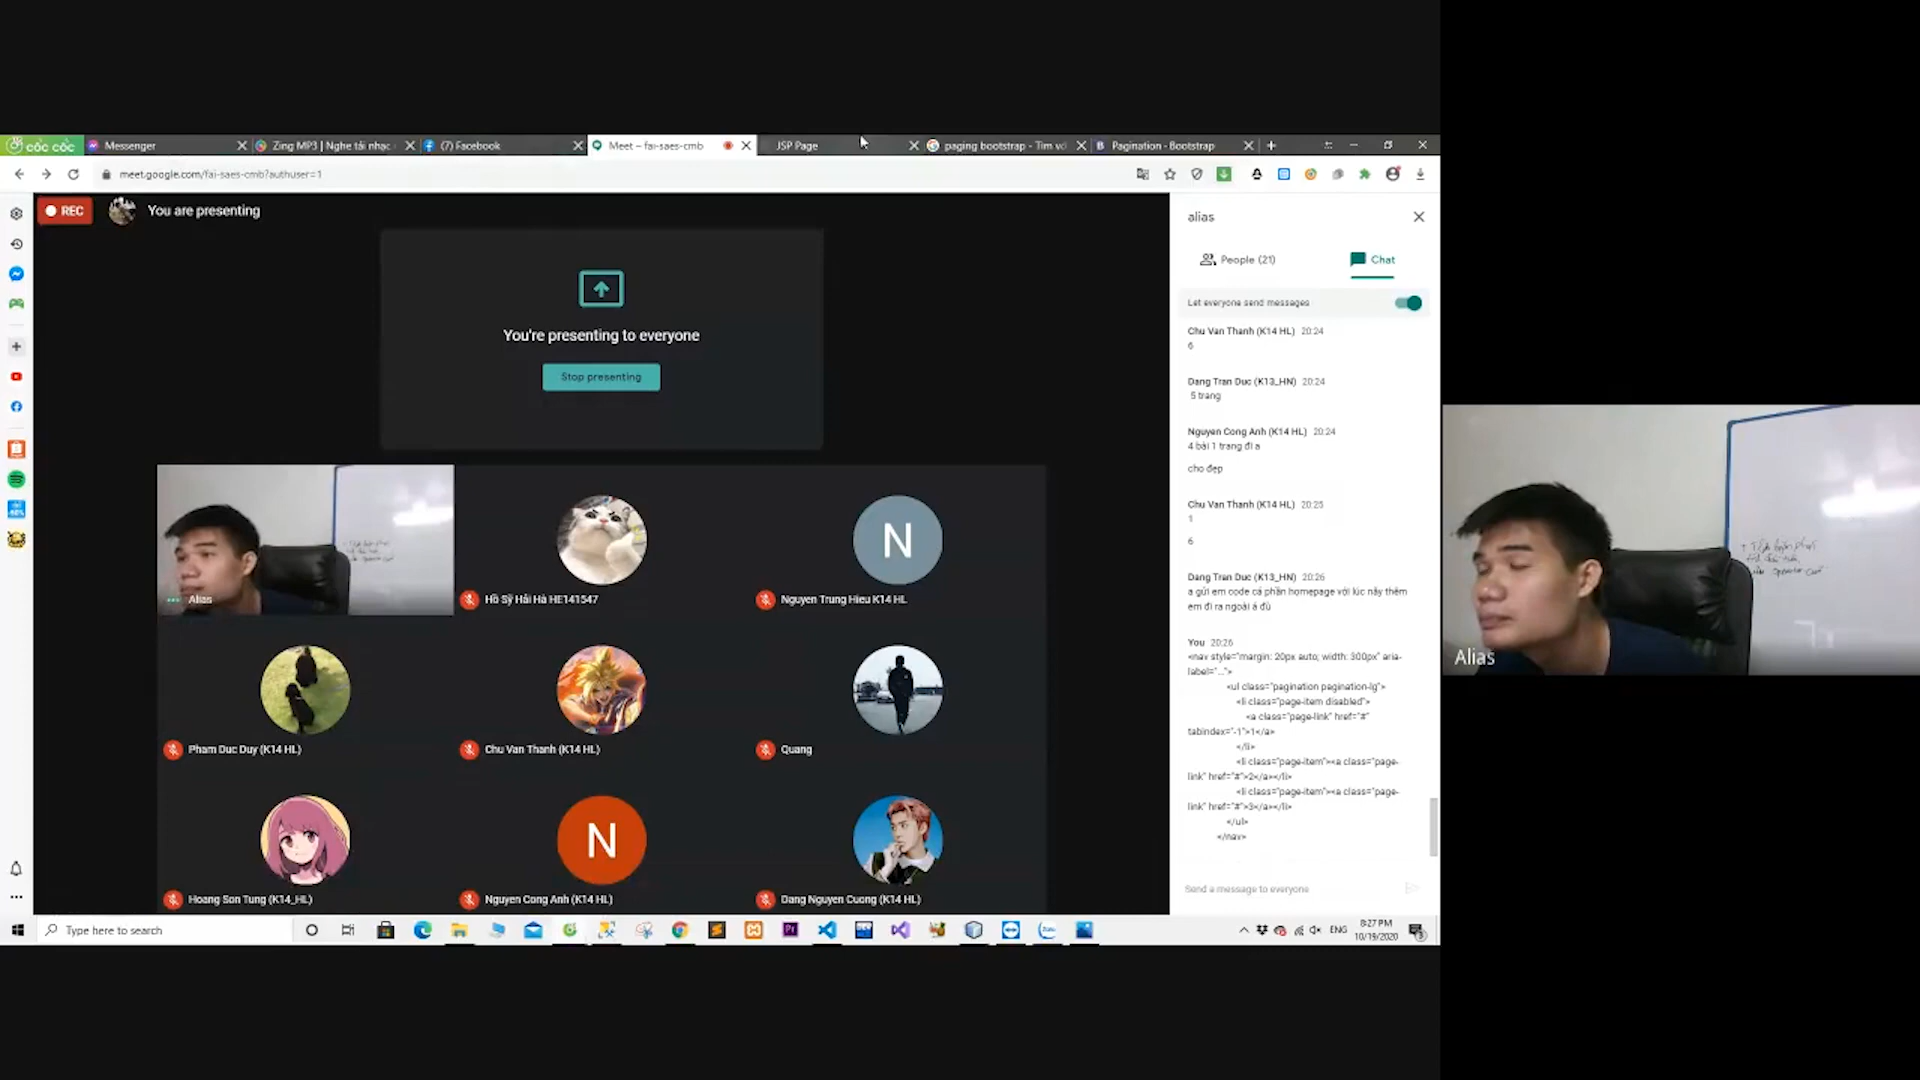 cốc cốc
Messenger
Zing MP3 | Nghe tải nhạc
(7) Facebook
Meet – fai-saes-cmb
JSP Page
paging bootstrap - Tìm vớ
B Pagination - Bootstrap
meet.google.com/fai-saes-cmb?authuser=1
REC
You are presenting
You're presenting to everyone
Stop presenting
Alias
Hồ Sỹ Hải Hà HE141547
N
Nguyen Trung Hieu K14 HL
Pham Duc Duy (K14 HL)
Chu Van Thanh (K14 HL)
Quang
Hoang Son Tung (K14_HL)
N
Nguyen Cong Anh (K14 HL)
Dang Nguyen Cuong (K14 HL)
alias
People (21)
Chat
Let everyone send messages
Chu Van Thanh (K14 HL) 20:24
6
Dang Tran Duc (K13_HN) 20:24
5 trang
Nguyen Cong Anh (K14 HL) 20:24
4 bài 1 trang đi a
cho đẹp
Chu Van Thanh (K14 HL) 20:25
1
6
Dang Tran Duc (K13_HN) 20:26
a gửi em code cả phần homepage với lúc nãy thêm
em đi ra ngoài á đù
You 20:26
<nav style="margin: 20px auto; width: 300px" aria-
label="...">
<ul class="pagination pagination-lg">
<li class="page-item disabled">
<a class="page-link" href="#"
tabindex="-1">1</a>
</li>
<li class="page-item"><a class="page-
link" href="#">2</a></li>
<li class="page-item"><a class="page-
link" href="#">3</a></li>
</ul>
</nav>
Send a message to everyone
Type here to search
Pr
ENG
8:27 PM
10/19/2020
Alias